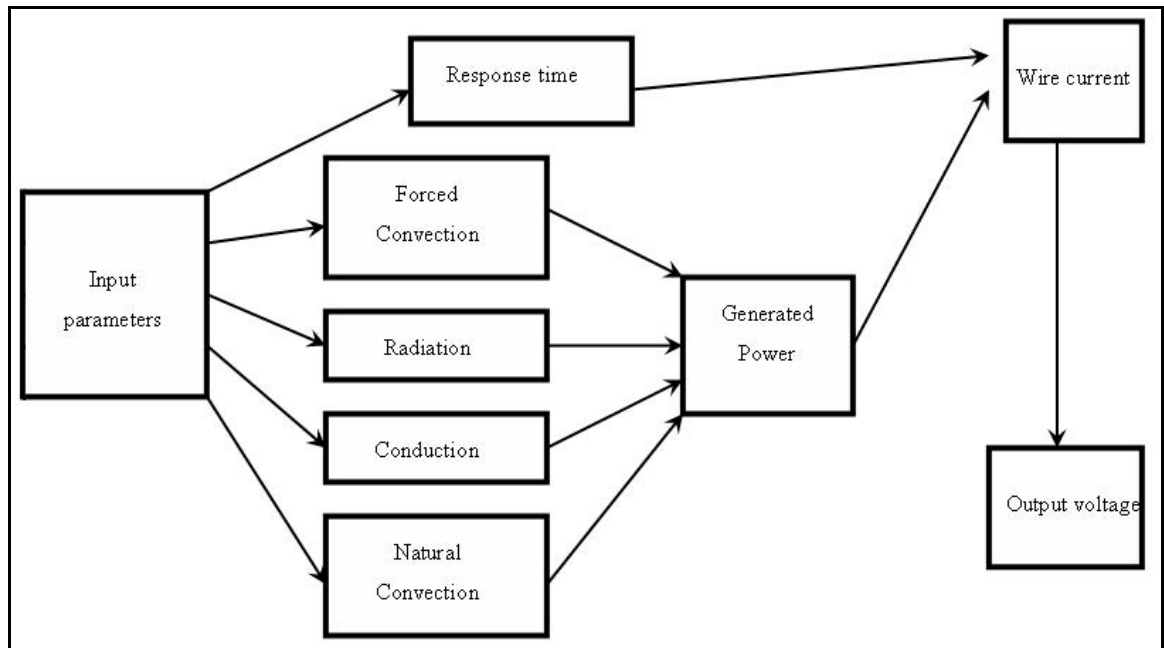 Response time
Wire current
Forced
Convection
Input
parameters
Radiation
Generated
Power
Conduction
Output voltage
Natural
Convection